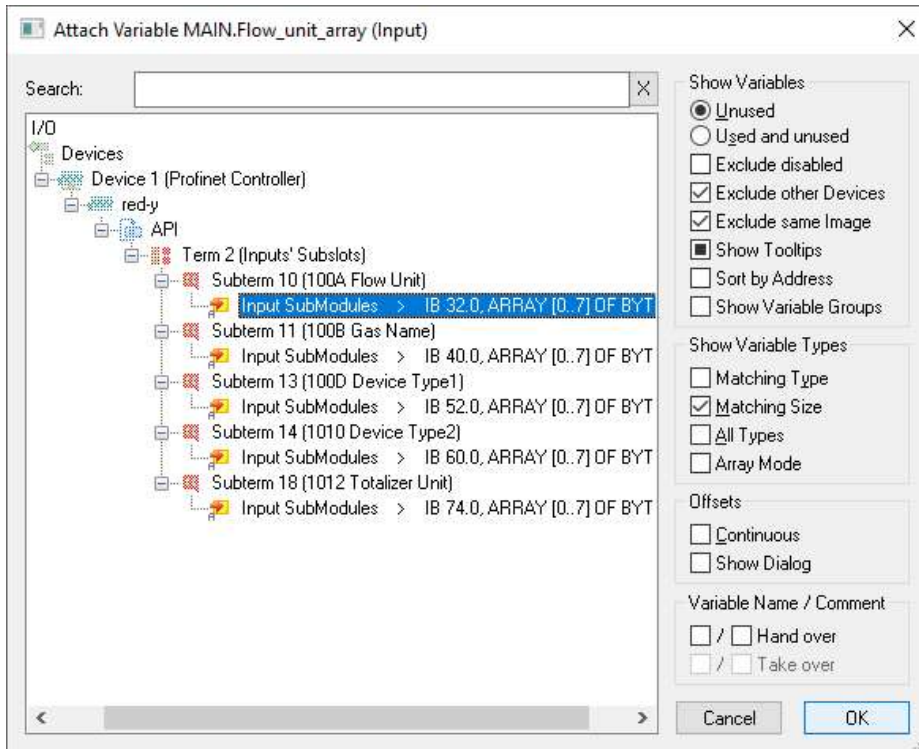 Attach Variable MAIN.Flow_unit_array (Input)
Search:
I/O
Devices
Device 1 (Profinet Controller)
red-y
API
Term 2 (Inputs' Subslots)
Subterm 10 (100A Flow Unit)
Input SubModules > IB 32.0, ARRAY [0..7] OF BYT
Subterm 11 (100B Gas Name)
Input SubModules > IB 40.0, ARRAY [0..7] OF BYT
Subterm 13 (100D Device Type1)
Input SubModules > IB 52.0, ARRAY [0..7] OF BYT
Subterm 14 (1010 Device Type2)
Input SubModules > IB 60.0, ARRAY [0..7] OF BYT
Subterm 18 (1012 Totalizer Unit)
Input SubModules > IB 74.0, ARRAY [0..7] OF BYT
Show Variables
Unused
Used and unused
Exclude disabled
Exclude other Devices
Exclude same Image
Show Tooltips
Sort by Address
Show Variable Groups
Show Variable Types
Matching Type
Matching Size
All Types
Array Mode
Offsets
Continuous
Show Dialog
Variable Name / Comment
/ Hand over
/ Take over
Cancel
OK